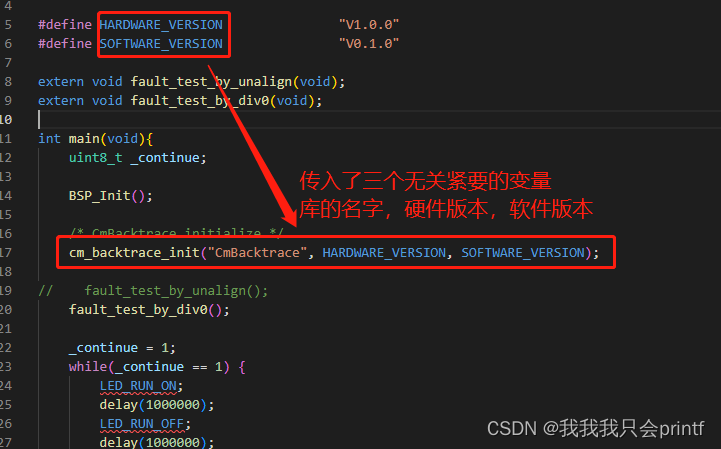 4
5 #define HARDWARE_VERSION "V1.0.0"
6 #define SOFTWARE_VERSION "V0.1.0"
7
8 extern void fault_test_by_unalign(void);
9 extern void fault_test_by_div0(void);
10
11 int main(void){
12 uint8_t _continue;
13
14 BSP_Init();
15
传入了三个无关紧要的变量
库的名字，硬件版本，软件版本
16 /* CmBacktrace initialize */
17 cm_backtrace_init("CmBacktrace", HARDWARE_VERSION, SOFTWARE_VERSION);
18
19 // fault_test_by_unalign();
20 fault_test_by_div0();
21
22 _continue = 1;
23 while(_continue == 1) {
24 LED_RUN_ON;
25 delay(1000000);
26 LED_RUN_OFF;
27 delay(1000000);
CSDN @我我我只会printf